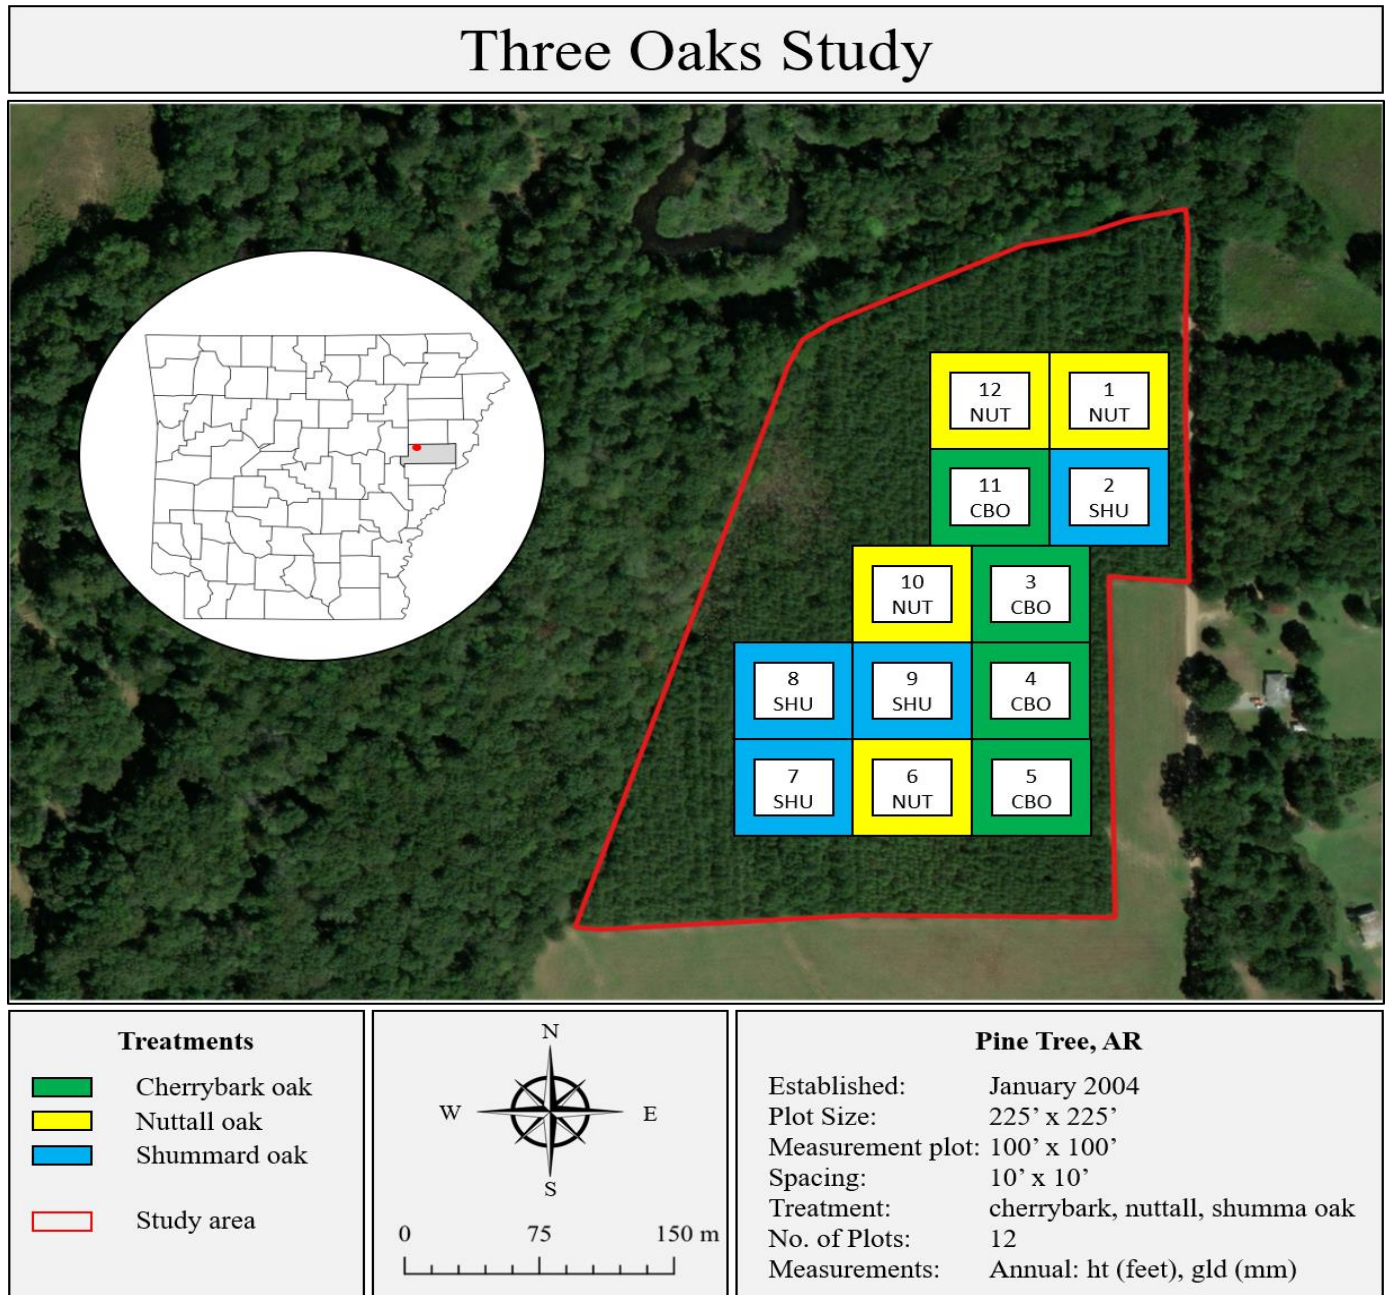 Three Oaks Study
12
NUT
1
NUT
11
CBO
2
SHU
10
NUT
3
CBO
8
SHU
9
SHU
4
CBO
7
SHU
6
NUT
5
CBO
Treatments
Cherrybark oak
Nuttall oak
Shummard oak
Study area
N
W E
S
0 75 150 m
Pine Tree, AR
Established: January 2004
Plot Size: 225’ x 225’
Measurement plot: 100’ x 100’
Spacing: 10’ x 10’
Treatment: cherrybark, nuttall, shumma oak
No. of Plots: 12
Measurements: Annual: ht (feet), gld (mm)